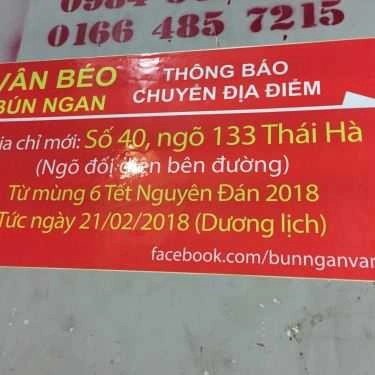 0166 485 7215
VÂN BÉO
BÚN NGAN
THÔNG BÁO
CHUYỂN ĐỊA ĐIỂM
ịa chỉ mới: Số 40, ngõ 133 Thái Hà
(Ngõ đối diện bên đường)
Từ mùng 6 Tết Nguyên Đán 2018
Tức ngày 21/02/2018 (Dương lịch)
facebook.com/bunnganvan